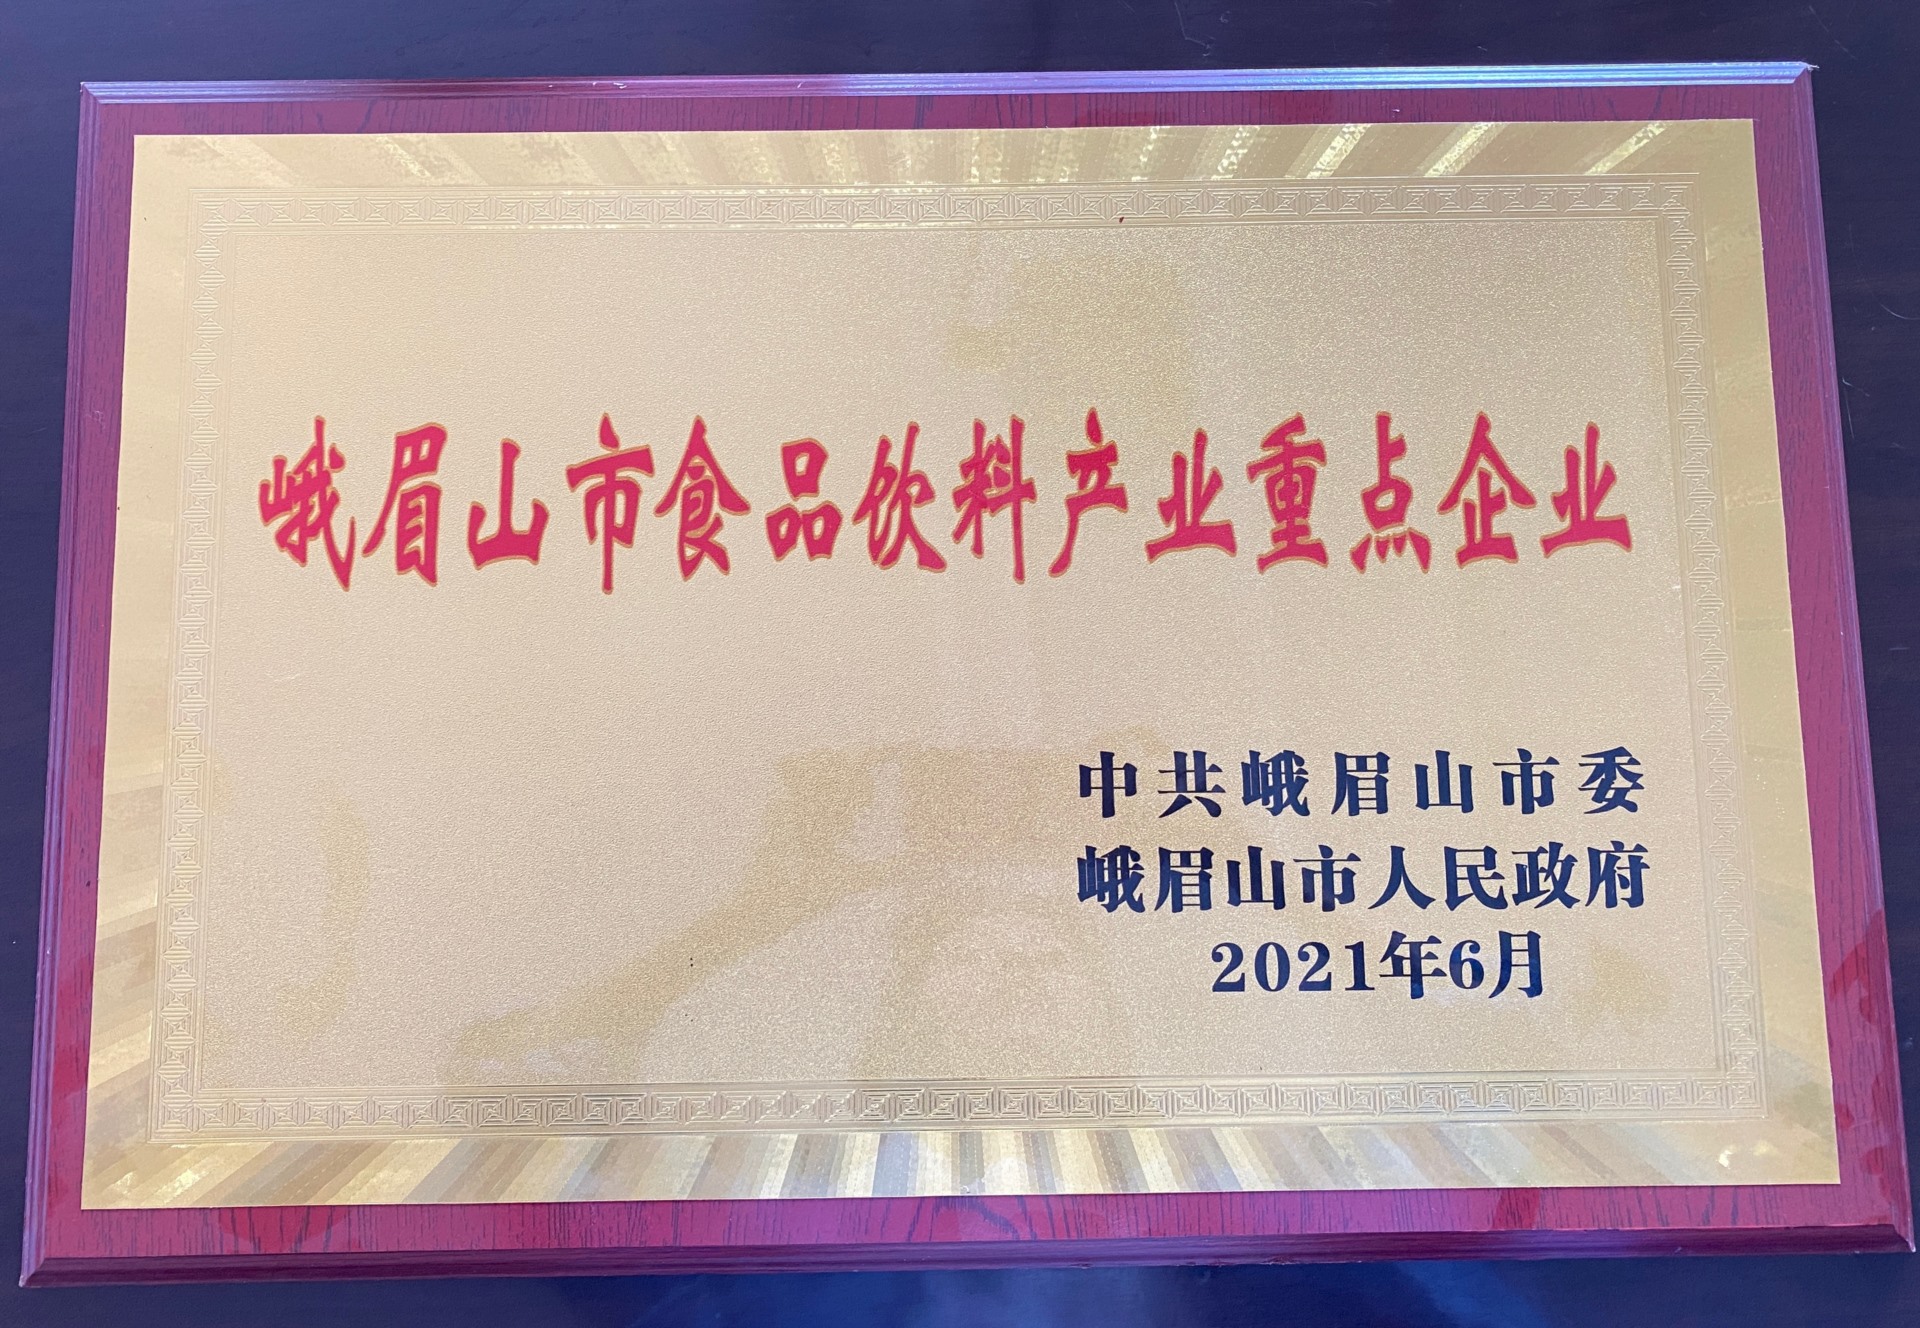 峨眉山市食品饮料产业重点企业
中共峨眉山市委
峨眉山市人民政府
2021年6月